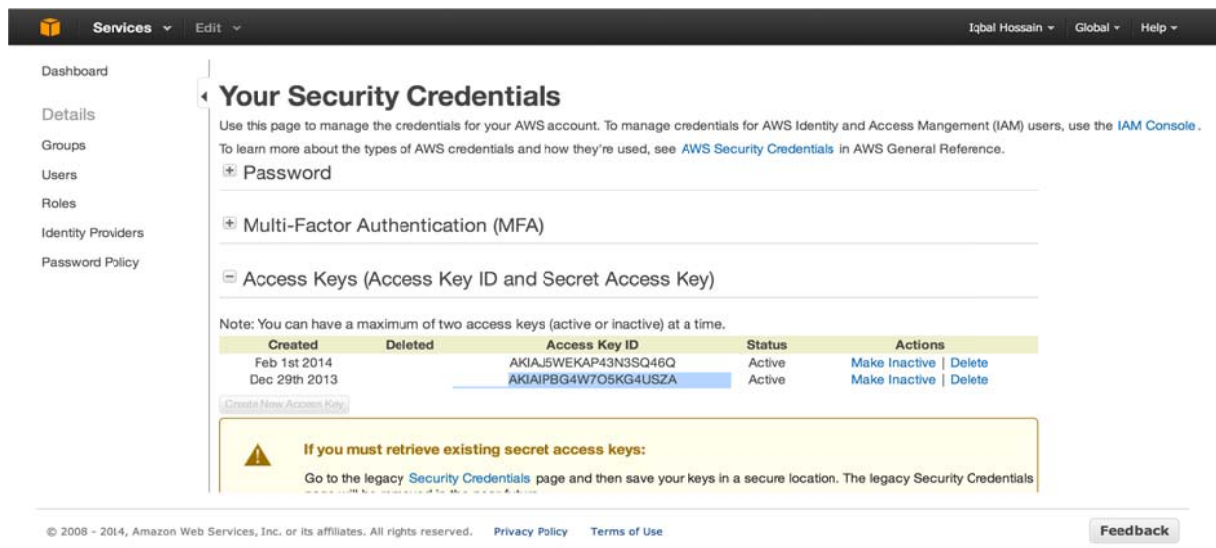 Services Edit Iqbal Hossain Global Help
Dashboard
Details
Groups
Users
Roles
Identity Providers
Password Policy
Your Security Credentials
Use this page to manage the credentials for your AWS account. To manage credentials for AWS Identity and Access Mangement (IAM) users, use the IAM Console.
To learn more about the types of AWS credentials and how they're used, see AWS Security Credentials in AWS General Reference.
Password
Multi-Factor Authentication (MFA)
Access Keys (Access Key ID and Secret Access Key)
Note: You can have a maximum of two access keys (active or inactive) at a time.
Created Deleted Access Key ID Status Actions
Feb 1st 2014 AKIAJ5WEKAP43N3SQ46Q Active Make Inactive | Delete
Dec 29th 2013 AKIAIPBG4W7O5KG4USZA Active Make Inactive | Delete
Create New Access Key
If you must retrieve existing secret access keys:
Go to the legacy Security Credentials page and then save your keys in a secure location. The legacy Security Credentials
© 2008 - 2014, Amazon Web Services, Inc. or its affiliates. All rights reserved. Privacy Policy Terms of Use Feedback